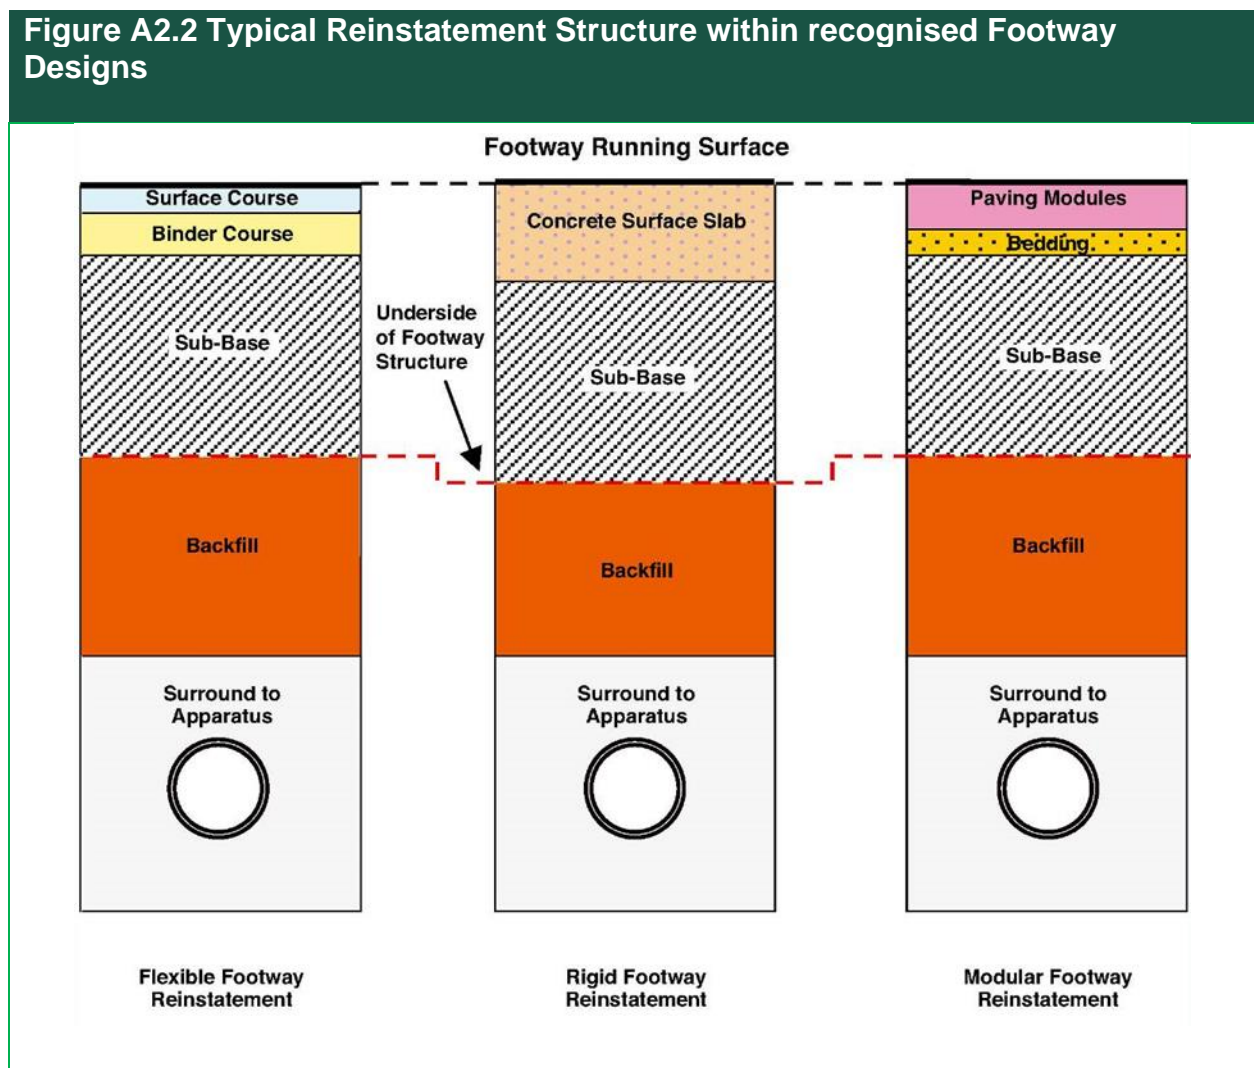 Figure A2.2 Typical Reinstatement Structure within recognised Footway
Designs
Footway Running Surface
Surface Course
Binder Course
Sub-Base
Backfill
Surround to
Apparatus
Flexible Footway
Reinstatement
Underside
of Footway
Structure
Concrete Surface Slab
Sub-Base
Backfill
Surround to
Apparatus
Rigid Footway
Reinstatement
Paving Modules
Bedding
Sub-Base
Backfill
Surround to
Apparatus
Modular Footway
Reinstatement